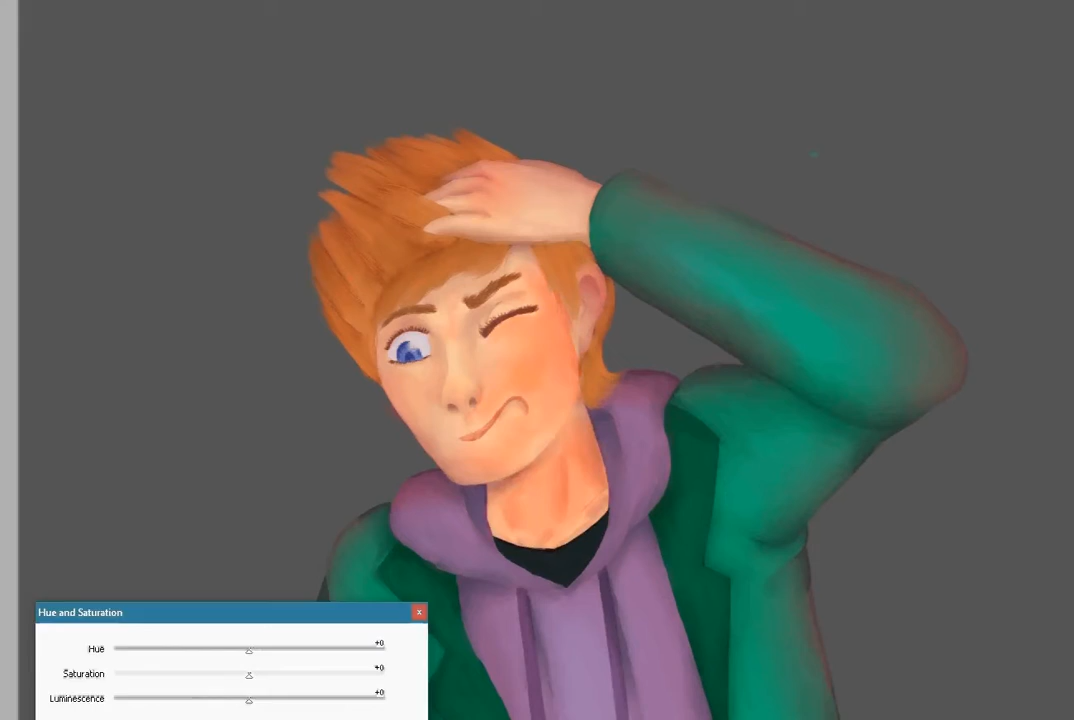 Hue and Saturation x
Hue +0
Saturation +0
Luminescence +0